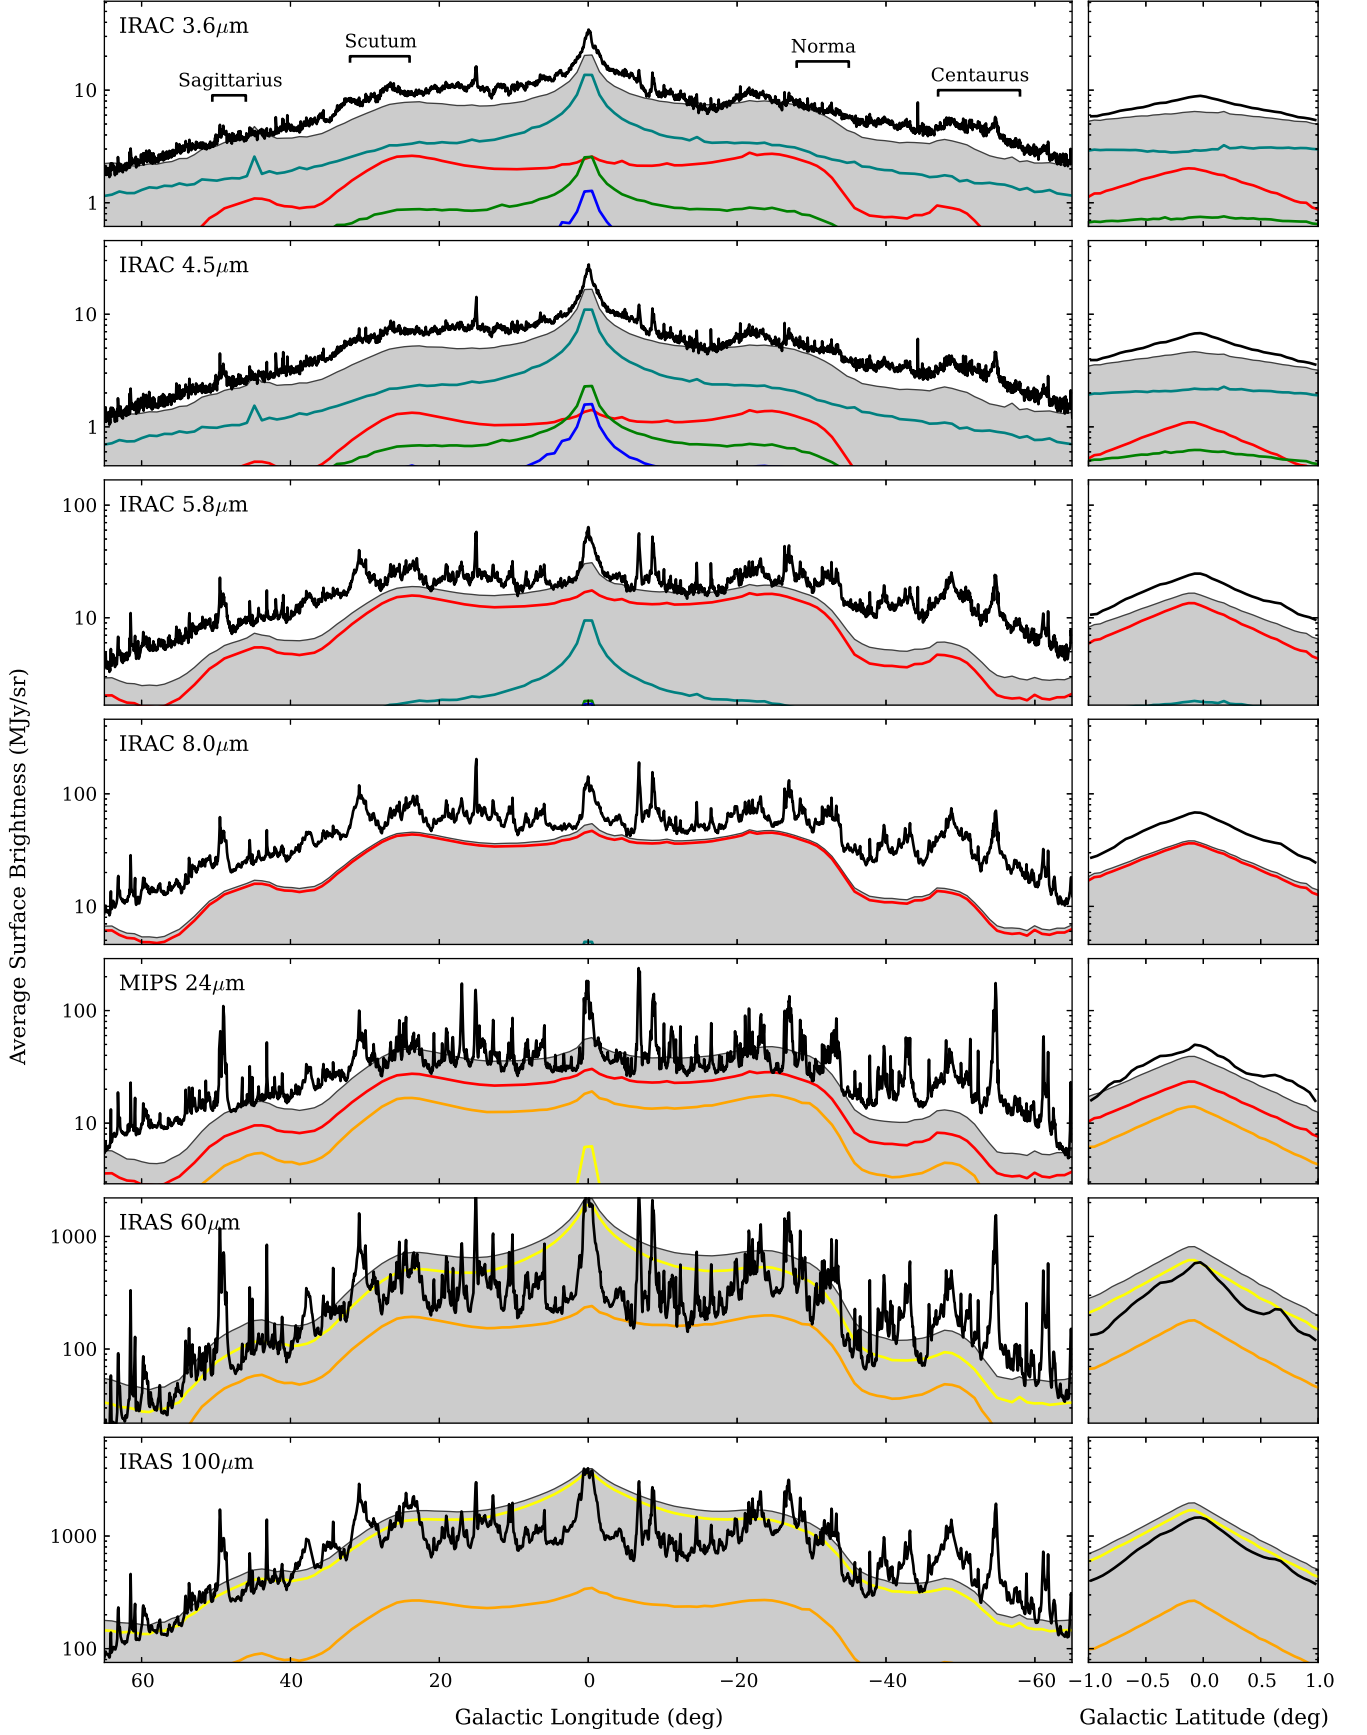 IRAC 3.6μm
Sagittarius
Scutum
Norma
Centaurus
10
1
IRAC 4.5μm
10
1
IRAC 5.8μm
100
10
IRAC 8.0μm
100
10
MIPS 24μm
100
10
IRAS 60μm
1000
100
IRAS 100μm
1000
100
60 40 20 0 −20 −40 −60
−1.0 −0.5 0.0 0.5 1.0
Average Surface Brightness (MJy/sr)
Galactic Longitude (deg)
Galactic Latitude (deg)